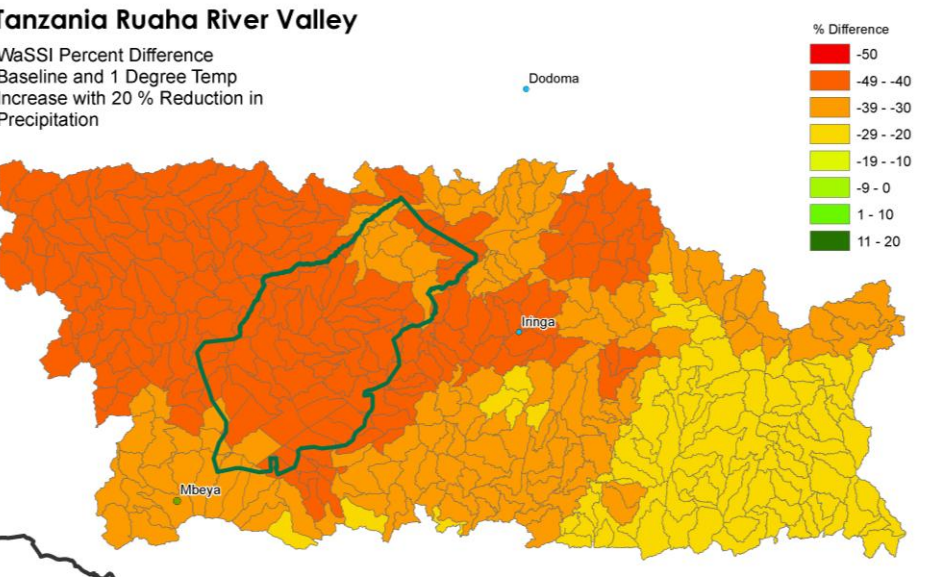 Tanzania Ruaha River Valley
WaSSI Percent Difference
Baseline and 1 Degree Temp
Increase with 20 % Reduction in
Precipitation
% Difference
-50
-49 - -40
-39 - -30
-29 - -20
-19 - -10
-9 - 0
1 - 10
11 - 20
Dodoma
Iringa
Mbeya